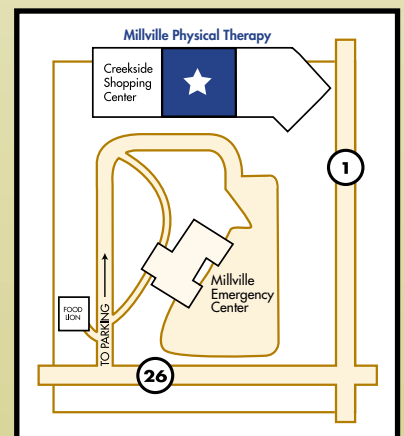 Millville Physical Therapy
Creekside
Shopping
Center
1
Millville
Emergency
Center
FOOD
LION
TO PARKING
26